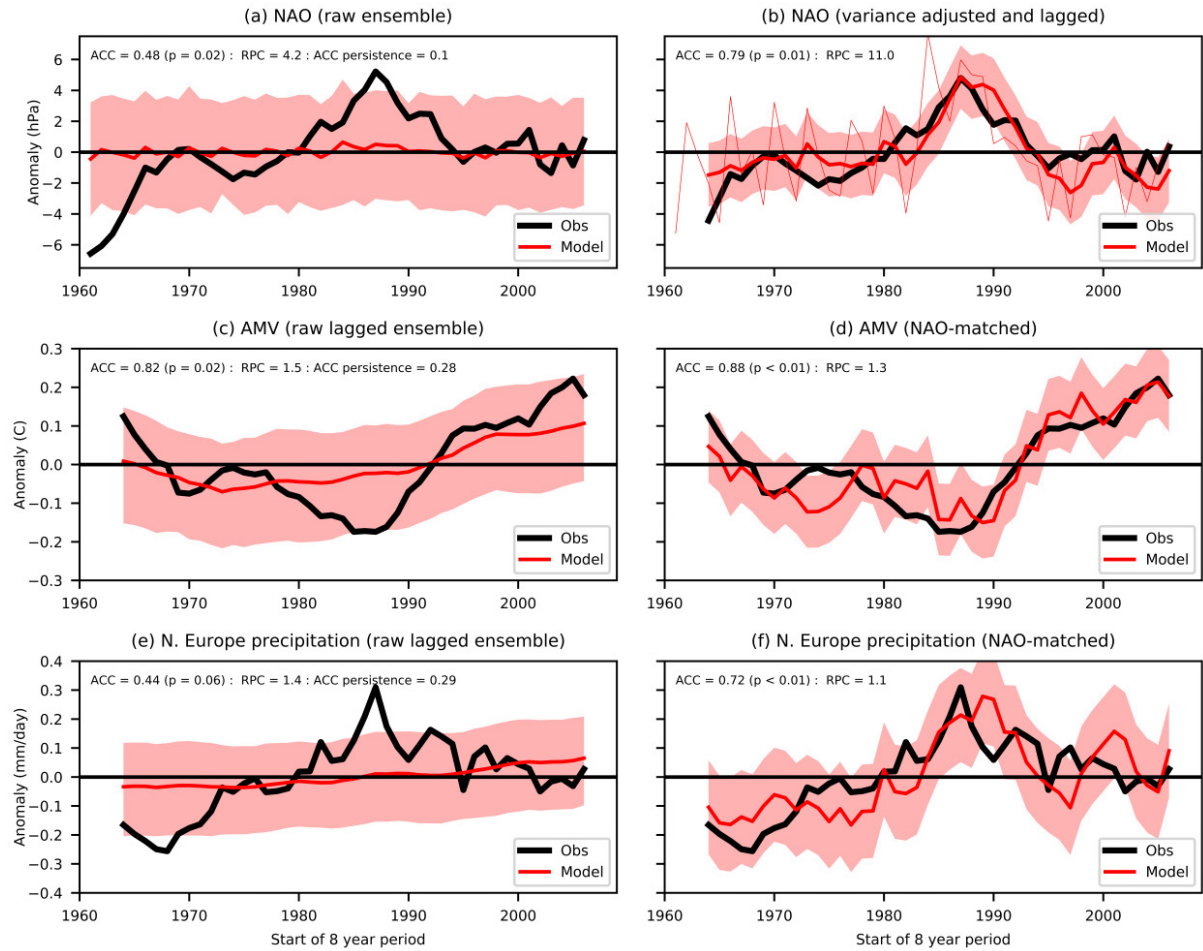 (a) NAO (raw ensemble)
ACC = 0.48 (p = 0.02) : RPC = 4.2 : ACC persistence = 0.1
6
4
2
0
−2
−4
−6
Anomaly (hPa)
Obs
Model
1960
1970
1980
1990
2000
(b) NAO (variance adjusted and lagged)
ACC = 0.79 (p = 0.01) : RPC = 11.0
Obs
Model
1960
1970
1980
1990
2000
(c) AMV (raw lagged ensemble)
ACC = 0.82 (p = 0.02) : RPC = 1.5 : ACC persistence = 0.28
0.3
0.2
0.1
0.0
−0.1
−0.2
−0.3
Anomaly (C)
Obs
Model
1960
1970
1980
1990
2000
(d) AMV (NAO-matched)
ACC = 0.88 (p < 0.01) : RPC = 1.3
Obs
Model
1960
1970
1980
1990
2000
(e) N. Europe precipitation (raw lagged ensemble)
ACC = 0.44 (p = 0.06) : RPC = 1.4 : ACC persistence = 0.29
0.4
0.3
0.2
0.1
0.0
−0.1
−0.2
−0.3
−0.4
Anomaly (mm/day)
Obs
Model
1960
1970
1980
1990
2000
Start of 8 year period
(f) N. Europe precipitation (NAO-matched)
ACC = 0.72 (p < 0.01) : RPC = 1.1
Obs
Model
1960
1970
1980
1990
2000
Start of 8 year period